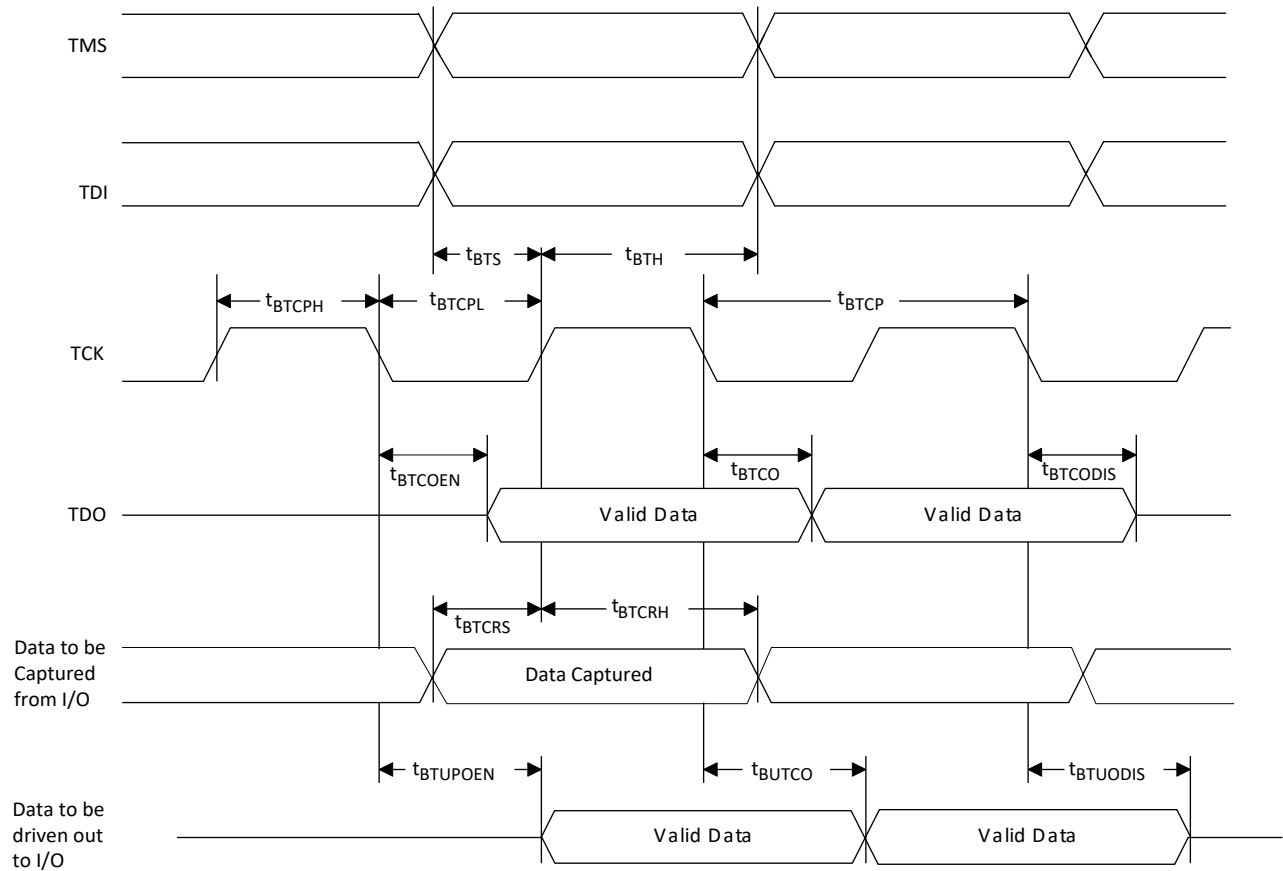 TMS
TDI
tBTS
tBTH
tBTCPH
tBTCPL
tBTCP
TCK
tBTCOEN
tBTCO
tBTCODIS
TDO
Valid Data
Valid Data
tBTCRS
tBTCRH
Data to be
Captured
from I/O
Data Captured
tBTUPOEN
tBUTCO
tBTUODIS
Data to be
driven out
to I/O
Valid Data
Valid Data